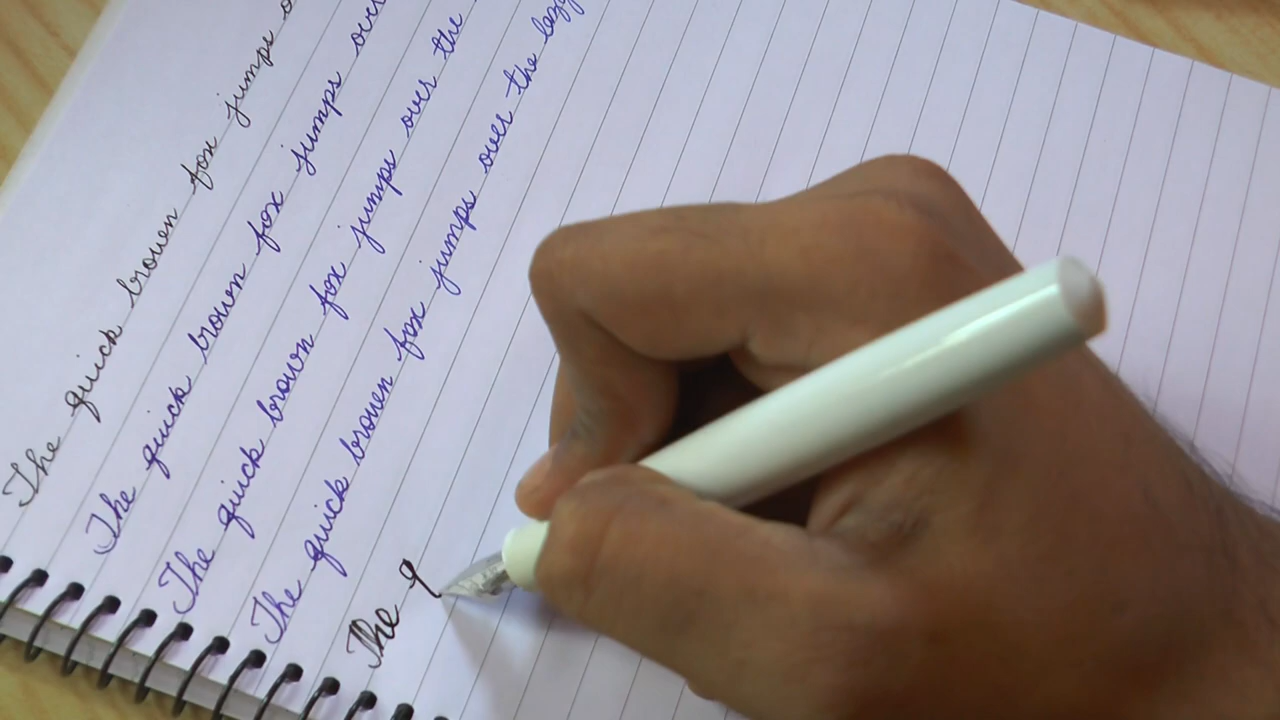 The quick brown fox jumps
The quick brown fox jumps over
The quick brown fox jumps over the
The quick brown fox jumps over the lazy
The q